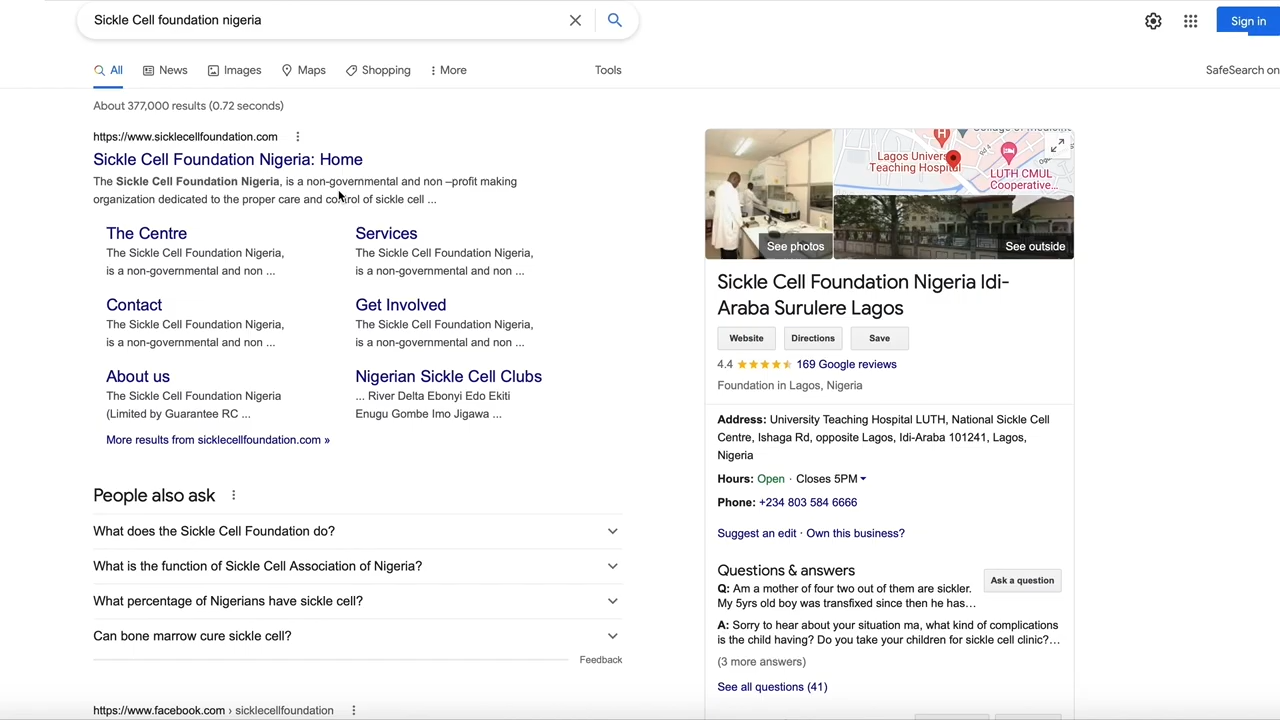 Sickle Cell foundation nigeria
Sign in
All
News
Images
Maps
Shopping
More
Tools
SafeSearch on
About 377,000 results (0.72 seconds)
https://www.sicklecellfoundation.com
Sickle Cell Foundation Nigeria: Home
The Sickle Cell Foundation Nigeria, is a non-governmental and non –profit making
organization dedicated to the proper care and control of sickle cell ...
The Centre
The Sickle Cell Foundation Nigeria,
is a non-governmental and non ...
Services
The Sickle Cell Foundation Nigeria,
is a non-governmental and non ...
Contact
The Sickle Cell Foundation Nigeria,
is a non-governmental and non ...
Get Involved
The Sickle Cell Foundation Nigeria,
is a non-governmental and non ...
About us
The Sickle Cell Foundation Nigeria
(Limited by Guarantee RC ...
Nigerian Sickle Cell Clubs
... River Delta Ebonyi Edo Ekiti
Enugu Gombe Imo Jigawa ...
More results from sicklecellfoundation.com »
People also ask
What does the Sickle Cell Foundation do?
What is the function of Sickle Cell Association of Nigeria?
What percentage of Nigerians have sickle cell?
Can bone marrow cure sickle cell?
Feedback
https://www.facebook.com › sicklecellfoundation
College of Medicine
H
Rd 4
Lagos University
Teaching Hospital
LUTH CMUL
Cooperative...
See photos
See outside
Sickle Cell Foundation Nigeria Idi-
Araba Surulere Lagos
Website
Directions
Save
4.4
169 Google reviews
Foundation in Lagos, Nigeria
Address: University Teaching Hospital LUTH, National Sickle Cell
Centre, Ishaga Rd, opposite Lagos, Idi-Araba 101241, Lagos,
Nigeria
Hours: Open · Closes 5PM
Phone: +234 803 584 6666
Suggest an edit · Own this business?
Questions & answers
Ask a question
Q: Am a mother of four two out of them are sickler.
My 5yrs old boy was transfixed since then he has…
A: Sorry to hear about your situation ma, what kind of complications
is the child having? Do you take your children for sickle cell clinic?…
(3 more answers)
See all questions (41)